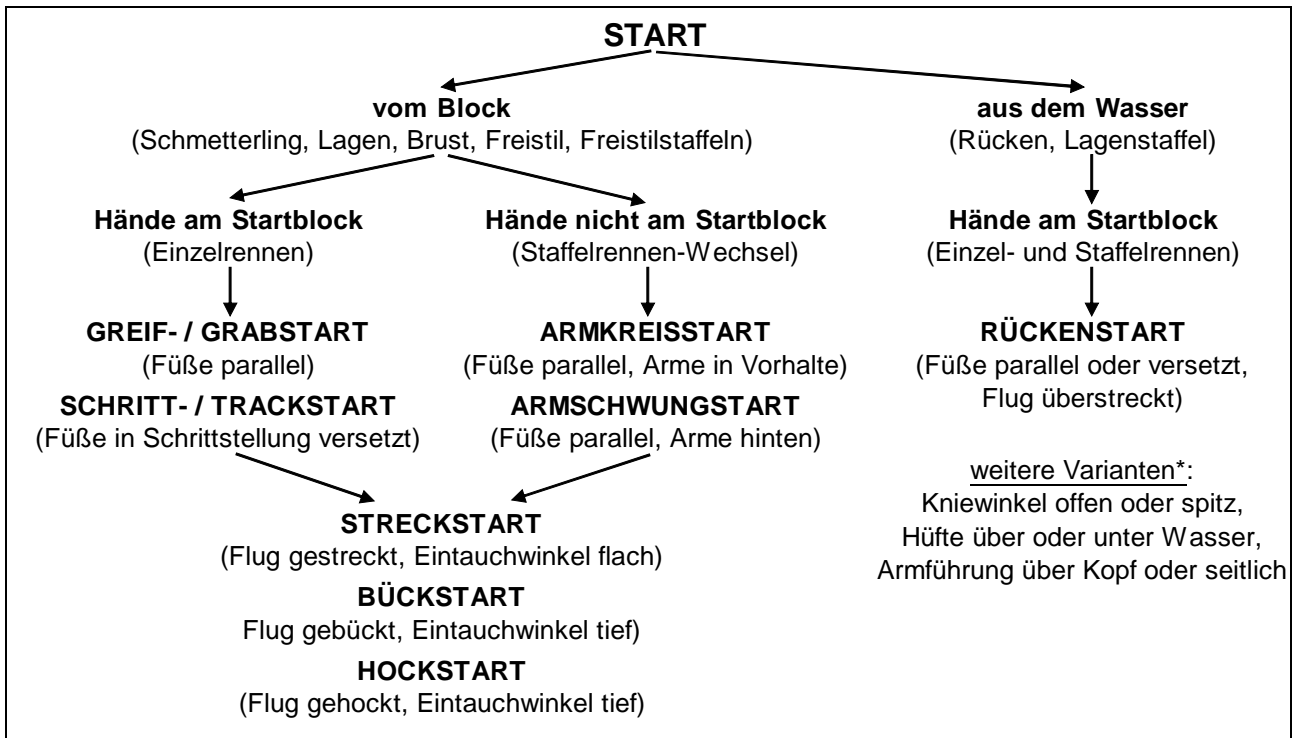 START
vom Block
(Schmetterling, Lagen, Brust, Freistil, Freistilstaffeln)
aus dem Wasser
(Rücken, Lagenstaffel)
Hände am Startblock
(Einzelrennen)
Hände nicht am Startblock
(Staffelrennen-Wechsel)
Hände am Startblock
(Einzel- und Staffelrennen)
GREIF- / GRABSTART
(Füße parallel)
SCHRITT- / TRACKSTART
(Füße in Schrittstellung versetzt)
ARMKREISSTART
(Füße parallel, Arme in Vorhalte)
ARMSCHWUNGSTART
(Füße parallel, Arme hinten)
RÜCKENSTART
(Füße parallel oder versetzt,
Flug überstreckt)
weitere Varianten*:
Kniewinkel offen oder spitz,
Hüfte über oder unter Wasser,
Armführung über Kopf oder seitlich
STRECKSTART
(Flug gestreckt, Eintauchwinkel flach)
BÜCKSTART
Flug gebückt, Eintauchwinkel tief)
HOCKSTART
(Flug gehockt, Eintauchwinkel tief)